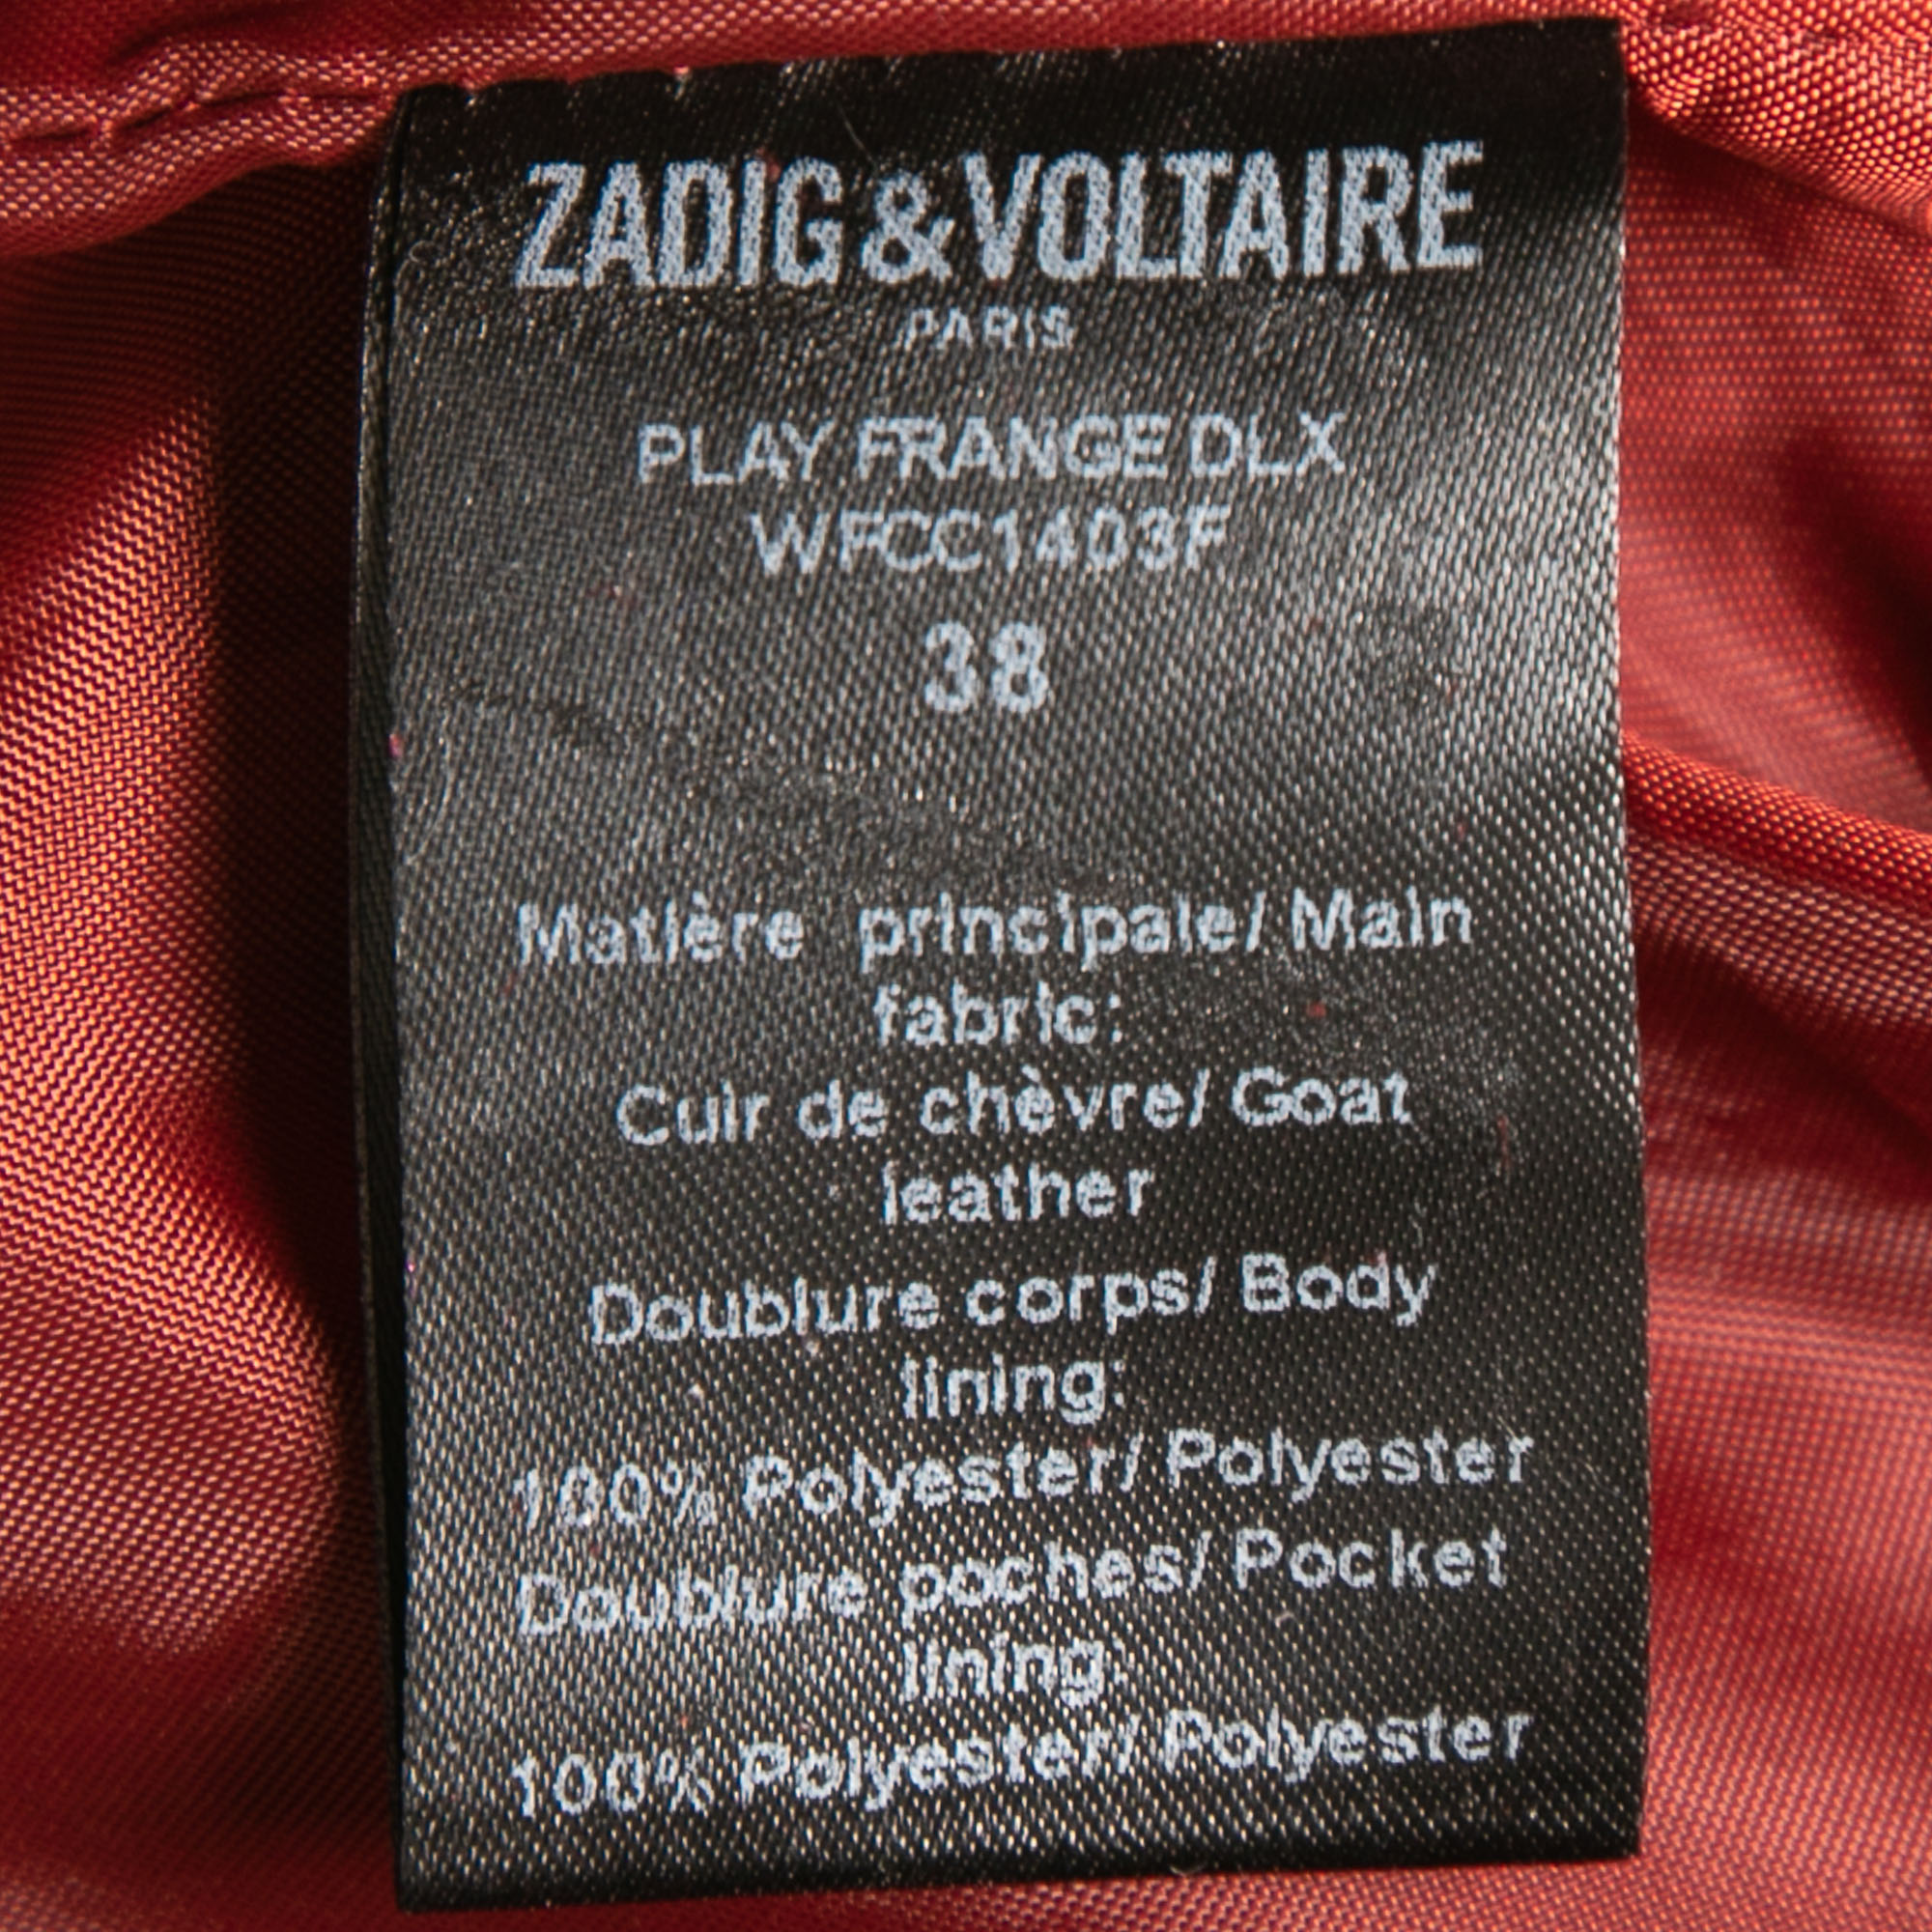 ZADIG&VOLTAIRE
PARIS
PLAY FRANGE DLX
WFCC1403F
38
Matière principale/ Main
fabric:
Cuir de chèvre/ Goat
leather
Doublure corps/ Body
lining:
100% Polyester/ Polyester
Doublure poches/ Pocket
lining:
100% Polyester/ Polyester